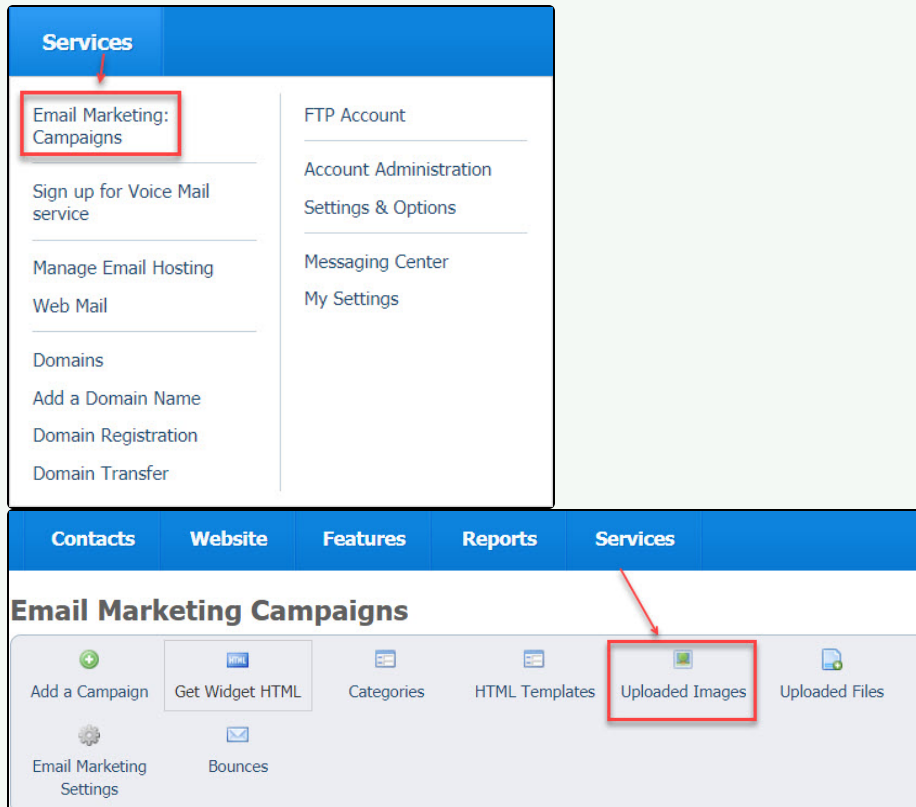 Services
Email Marketing:
Campaigns
Sign up for Voice Mail
service
Manage Email Hosting
Web Mail
Domains
Add a Domain Name
Domain Registration
Domain Transfer
FTP Account
Account Administration
Settings & Options
Messaging Center
My Settings
Contacts Website Features Reports Services
Email Marketing Campaigns
HTML
Add a Campaign Get Widget HTML Categories HTML Templates Uploaded Images Uploaded Files
Email Marketing
Settings
Bounces